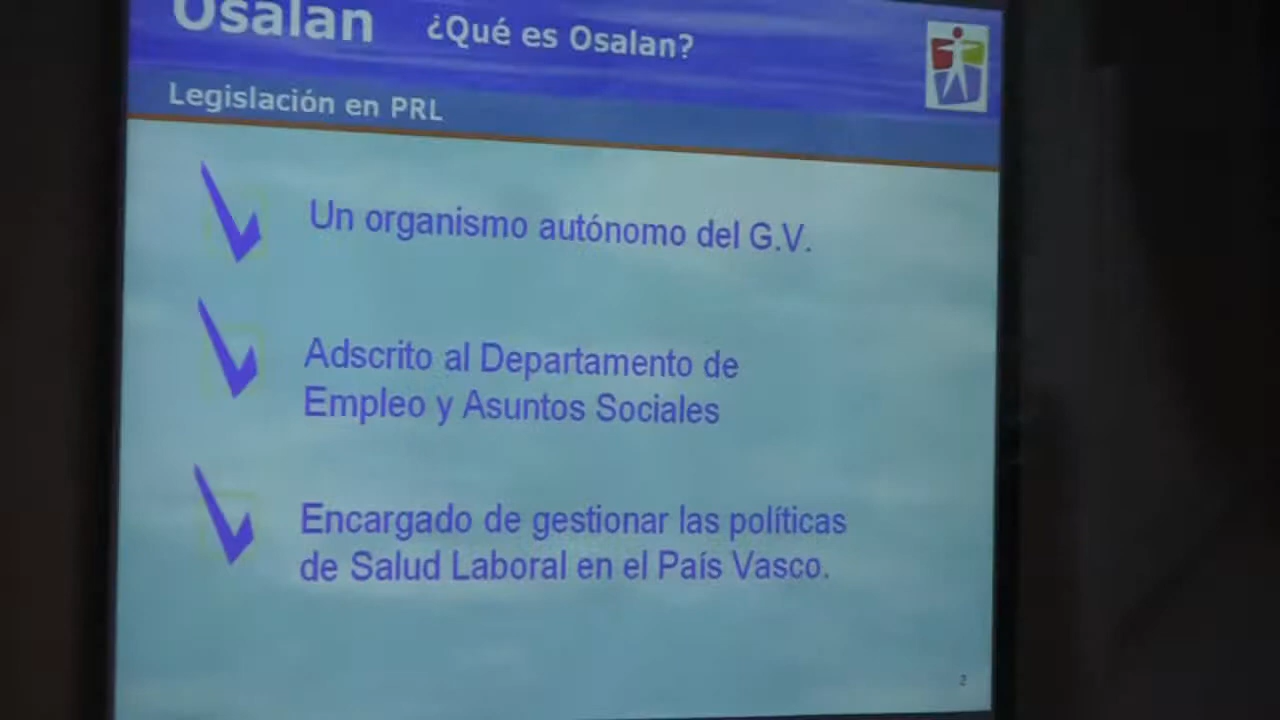 Osalan ¿Qué es Osalan?
Legislación en PRL
Un organismo autónomo del G.V.
Adscrito al Departamento de
Empleo y Asuntos Sociales
Encargado de gestionar las políticas
de Salud Laboral en el País Vasco.
2